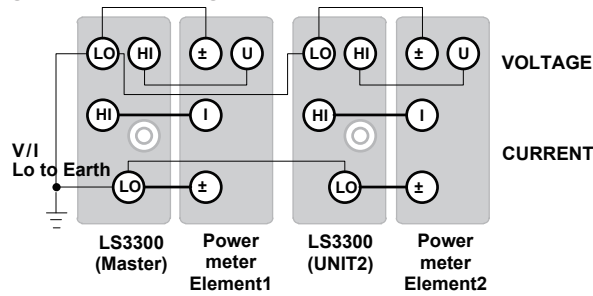 LO HI ± U LO HI ± U VOLTAGE
HI I HI I
V/I
Lo to Earth
CURRENT
LO ± LO ±
LS3300
(Master)
Power
meter
Element1
LS3300
(UNIT2)
Power
meter
Element2